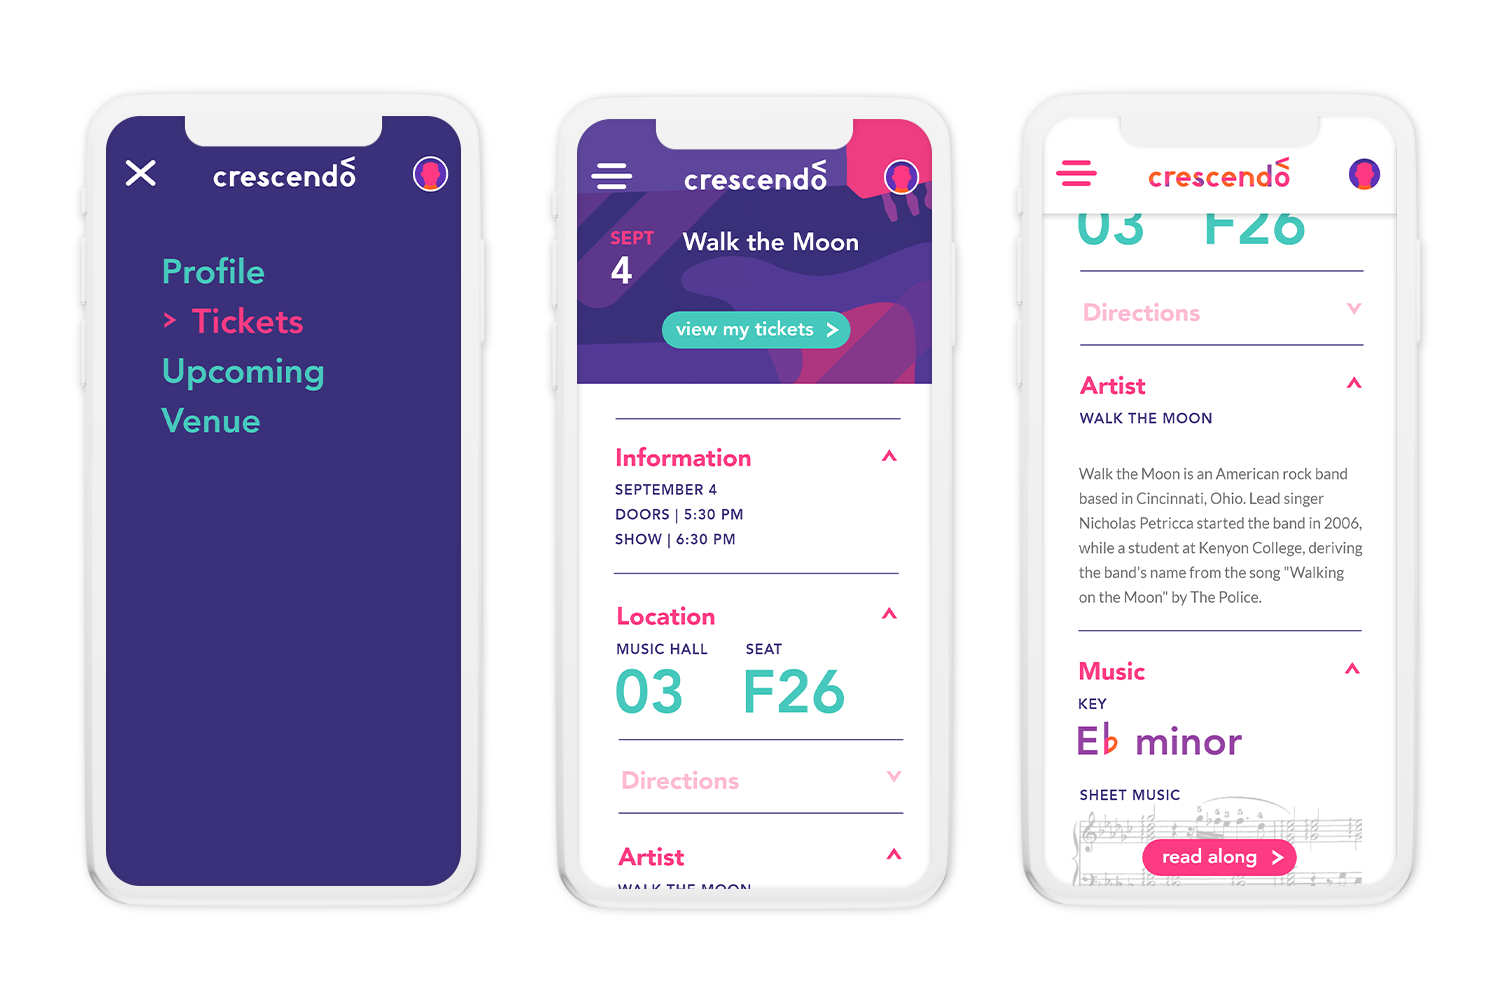 crescendo
Profile
> Tickets
Upcoming
Venue
crescendo
SEPT
4
Walk the Moon
view my tickets >
Information
SEPTEMBER 4
DOORS | 5:30 PM
SHOW | 6:30 PM
Location
MUSIC HALL
SEAT
03
F26
Directions
Artist
WALK THE MOON
crescendo
03
F26
Directions
Artist
WALK THE MOON
Walk the Moon is an American rock band
based in Cincinnati, Ohio. Lead singer
Nicholas Petricca started the band in 2006,
while a student at Kenyon College, deriving
the band's name from the song "Walking
on the Moon" by The Police.
Music
KEY
E♭ minor
SHEET MUSIC
read along >